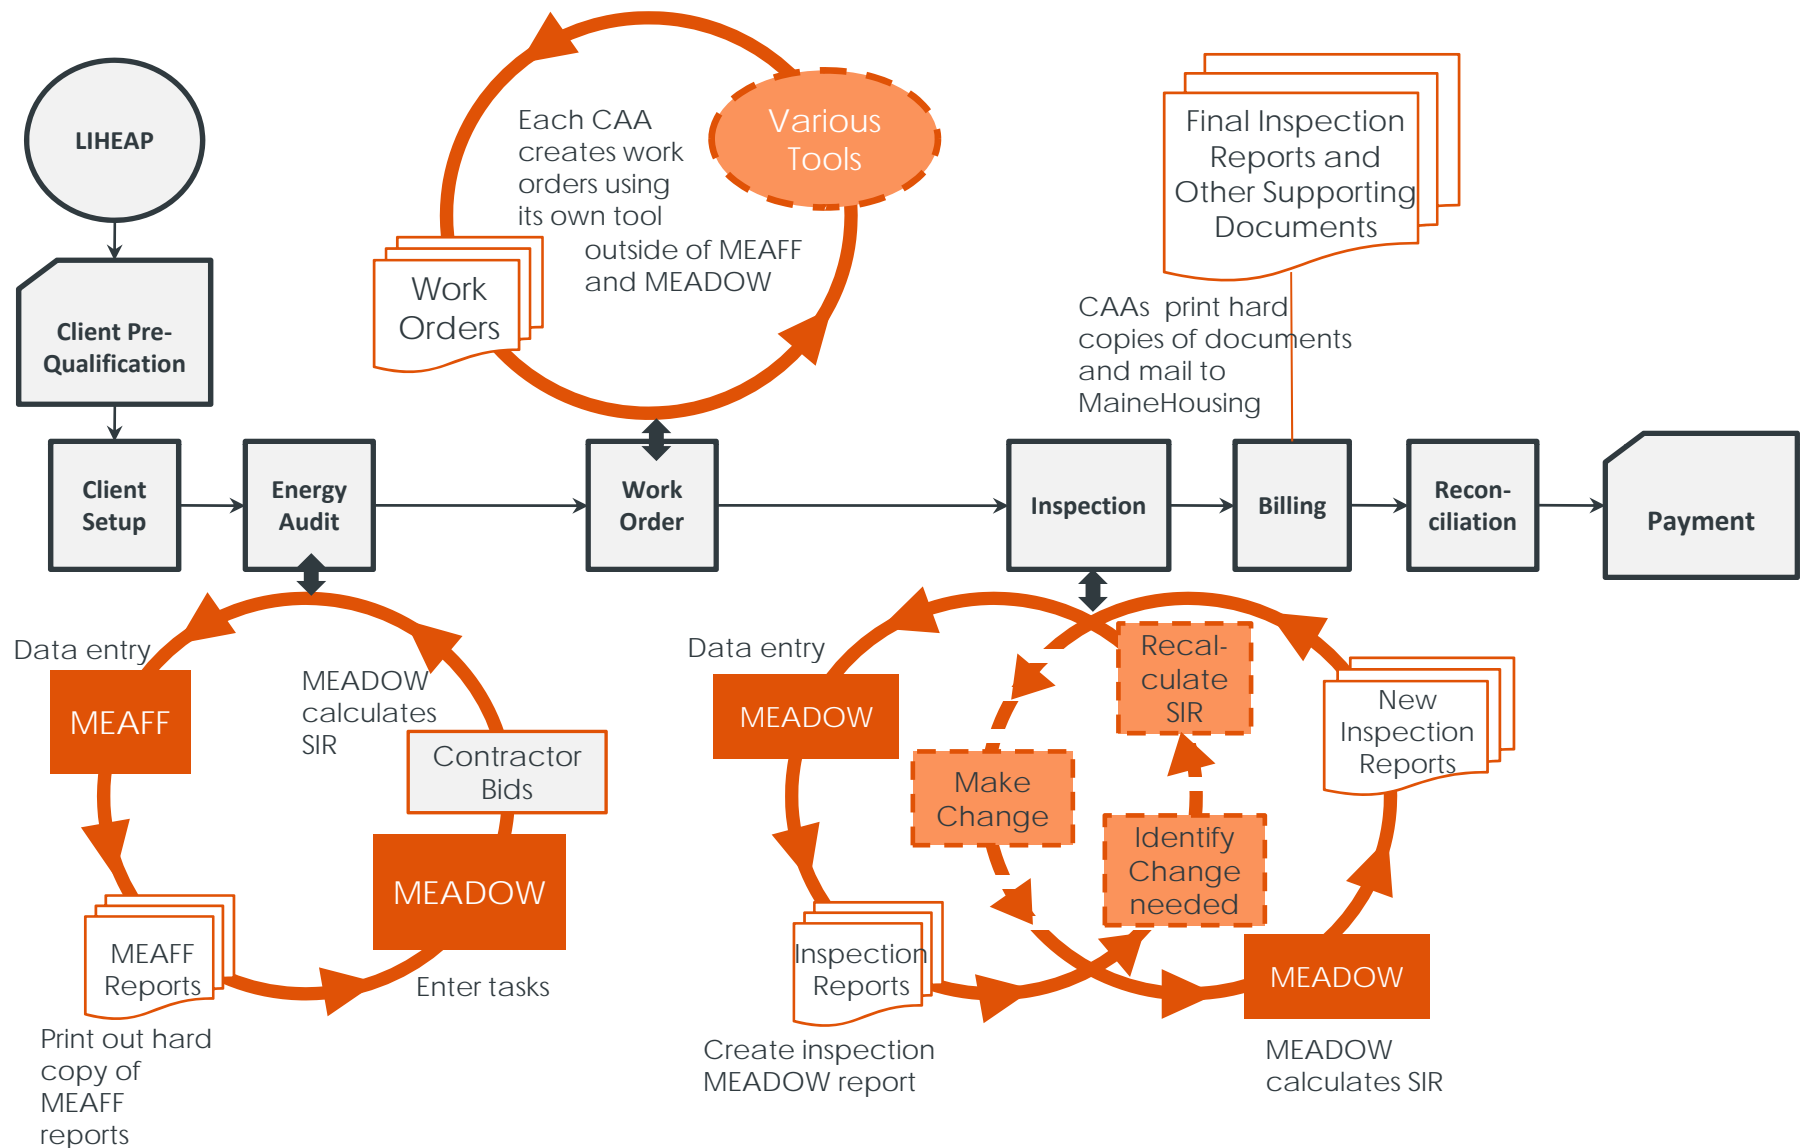 LIHEAP
Client Pre-
Qualification
Each CAA
creates work
orders using
its own tool
outside of MEAFF
and MEADOW
Various
Tools
Work
Orders
Final Inspection
Reports and
Other Supporting
Documents
CAAs print hard
copies of documents
and mail to
MaineHousing
Client
Setup
Energy
Audit
Work
Order
Inspection
Billing
Recon-
ciliation
Payment
Data entry
MEAFF
MEADOW
calculates
SIR
Contractor
Bids
MEADOW
Enter tasks
MEAFF
Reports
Print out hard
copy of
MEAFF
reports
Data entry
MEADOW
Recal-
culate
SIR
Make
Change
Identify
Change
needed
New
Inspection
Reports
Inspection
Reports
Create inspection
MEADOW report
MEADOW
MEADOW
calculates SIR